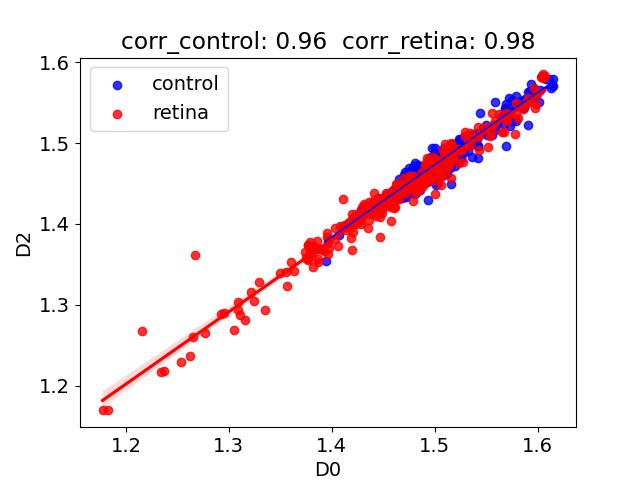 corr_control: 0.96  corr_retina: 0.98
control
retina
1.6
1.5
1.4
1.3
1.2
D2
1.2 1.3 1.4 1.5 1.6
D0